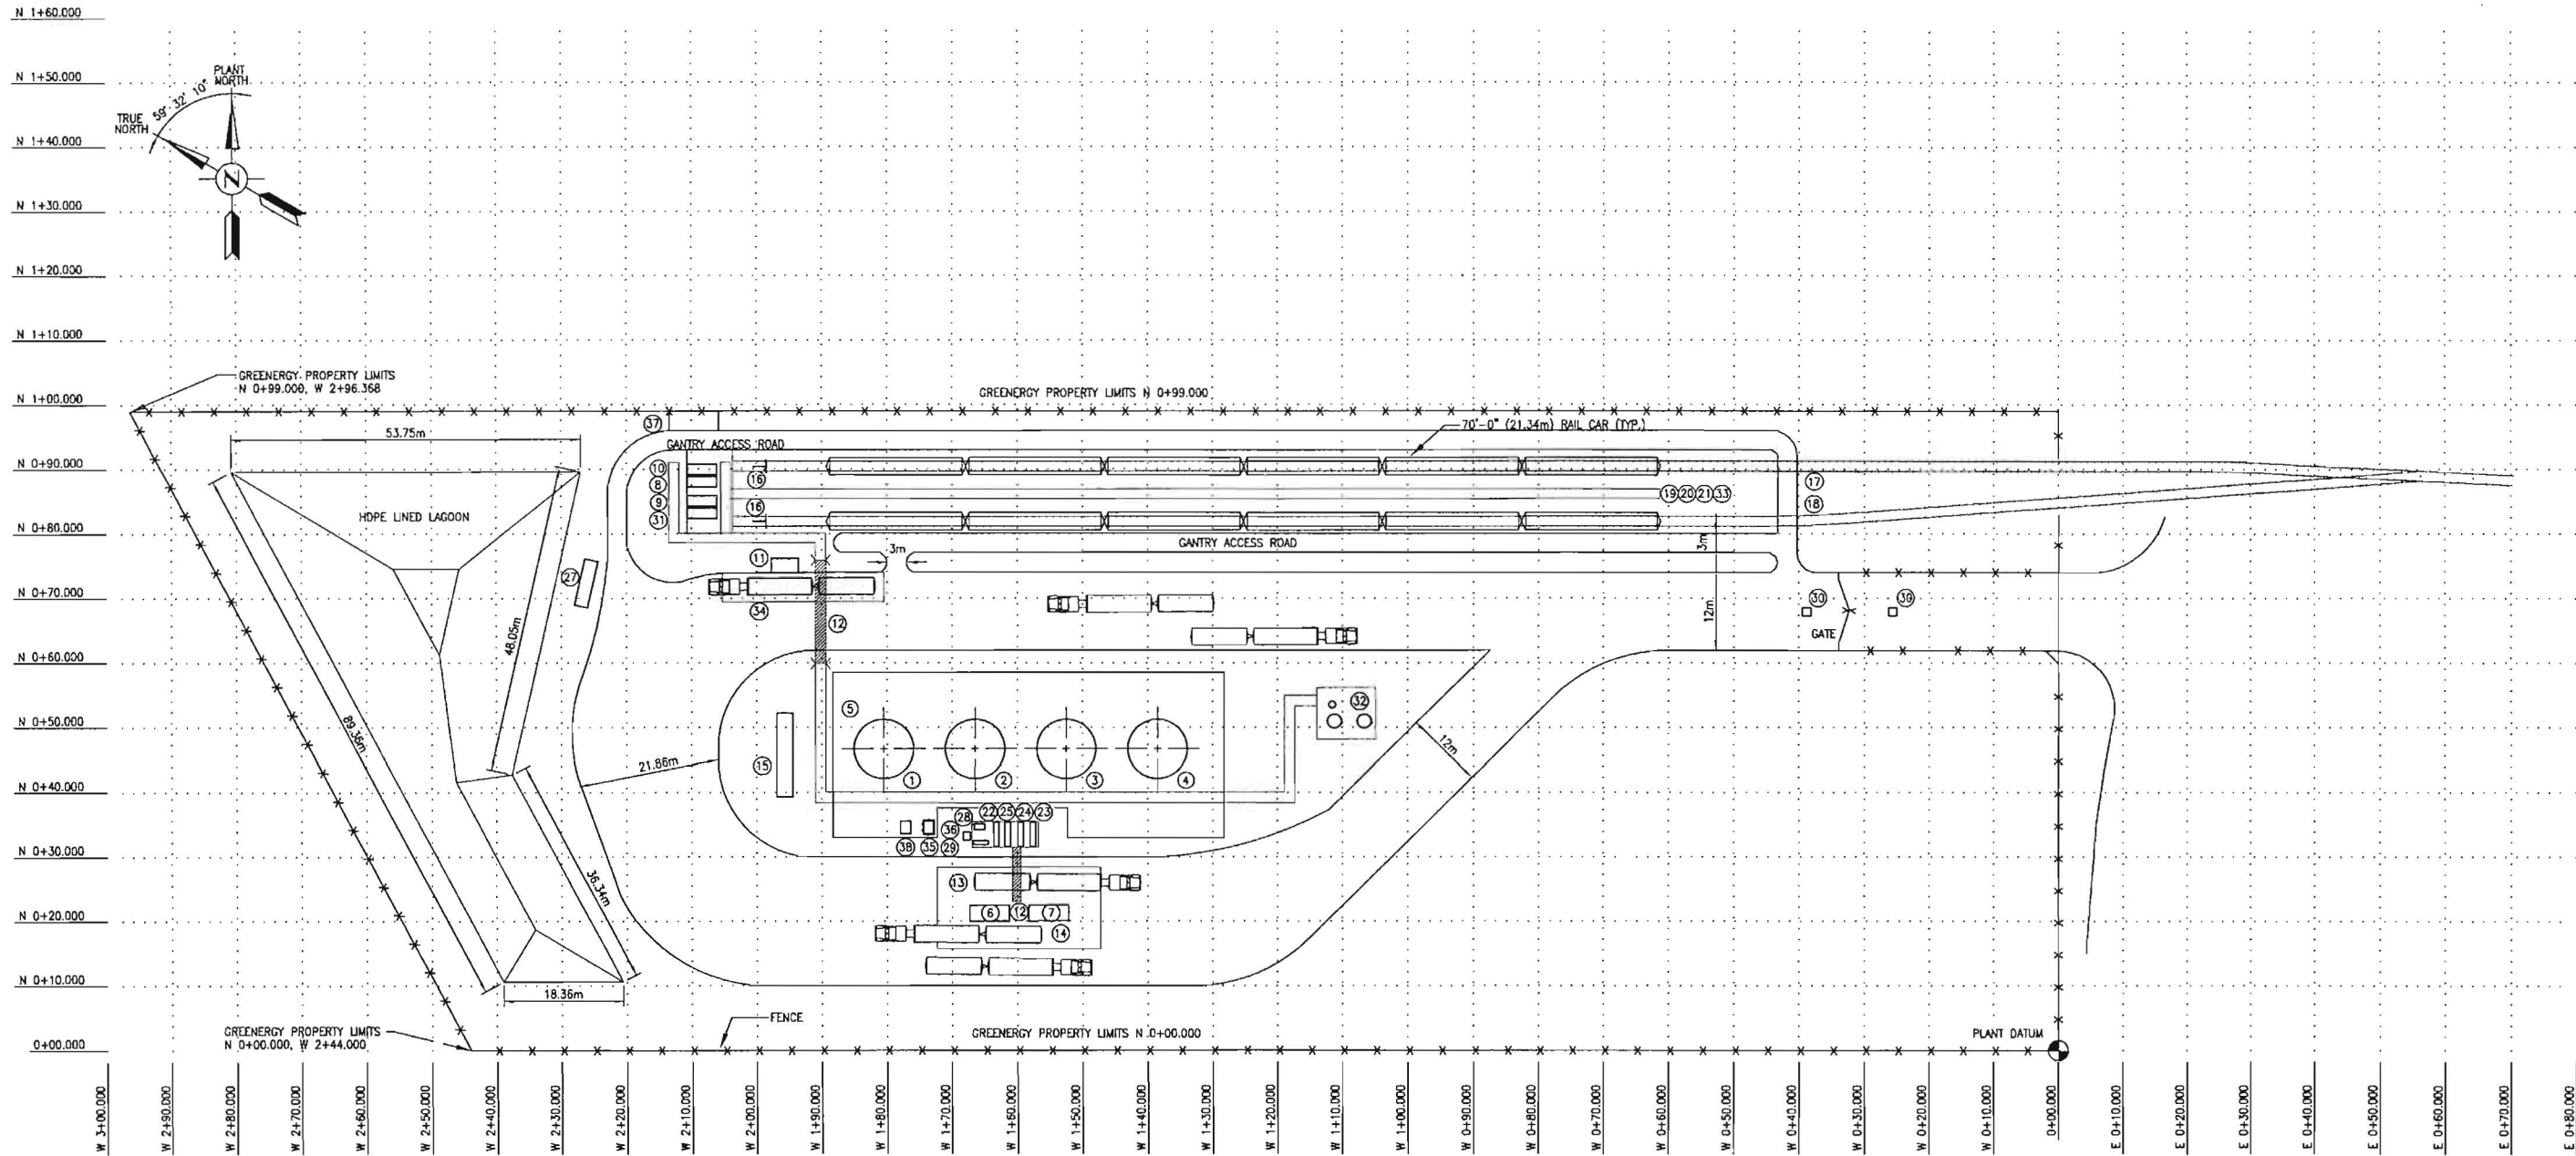 N 1+60.000
N 1+50.000
N 1+40.000
N 1+30.000
N 1+20.000
N 1+10.000
N 1+00.000
N 0+90.000
N 0+80.000
N 0+70.000
N 0+60.000
N 0+50.000
N 0+40.000
N 0+30.000
N 0+20.000
N 0+10.000
0+00.000
PLANT
NORTH
59° 32' 10"
TRUE
NORTH
N
GREENERGY PROPERTY LIMITS
N 0+99.000, W 2+96.368
GREENERGY PROPERTY LIMITS N 0+99.000
53.75m
37
GANTRY ACCESS ROAD
70'-0" (21.34m) RAIL CAR (TYP.)
10
8
9
31
16
16
19 20 21 33
17
18
HDPE LINED LAGOON
GANTRY ACCESS ROAD
3m
3m
11
27
34
12
12m
30
39
GATE
48.05m
89.36m
5
32
12m
21.86m
15
1
2
3
4
28
22 25 24 23
36
38 35 29
36.34m
13
6 12 7
14
18.36m
FENCE
GREENERGY PROPERTY LIMITS
N 0+00.000, W 2+44.000
GREENERGY PROPERTY LIMITS N 0+00.000
PLANT DATUM
W 3+00.000
W 2+90.000
W 2+80.000
W 2+70.000
W 2+60.000
W 2+50.000
W 2+40.000
W 2+30.000
W 2+20.000
W 2+10.000
W 2+00.000
W 1+90.000
W 1+80.000
W 1+70.000
W 1+60.000
W 1+50.000
W 1+40.000
W 1+30.000
W 1+20.000
W 1+10.000
W 1+00.000
W 0+90.000
W 0+80.000
W 0+70.000
W 0+60.000
W 0+50.000
W 0+40.000
W 0+30.000
W 0+20.000
W 0+10.000
0+00.000
E 0+10.000
E 0+20.000
E 0+30.000
E 0+40.000
E 0+50.000
E 0+60.000
E 0+70.000
E 0+80.000